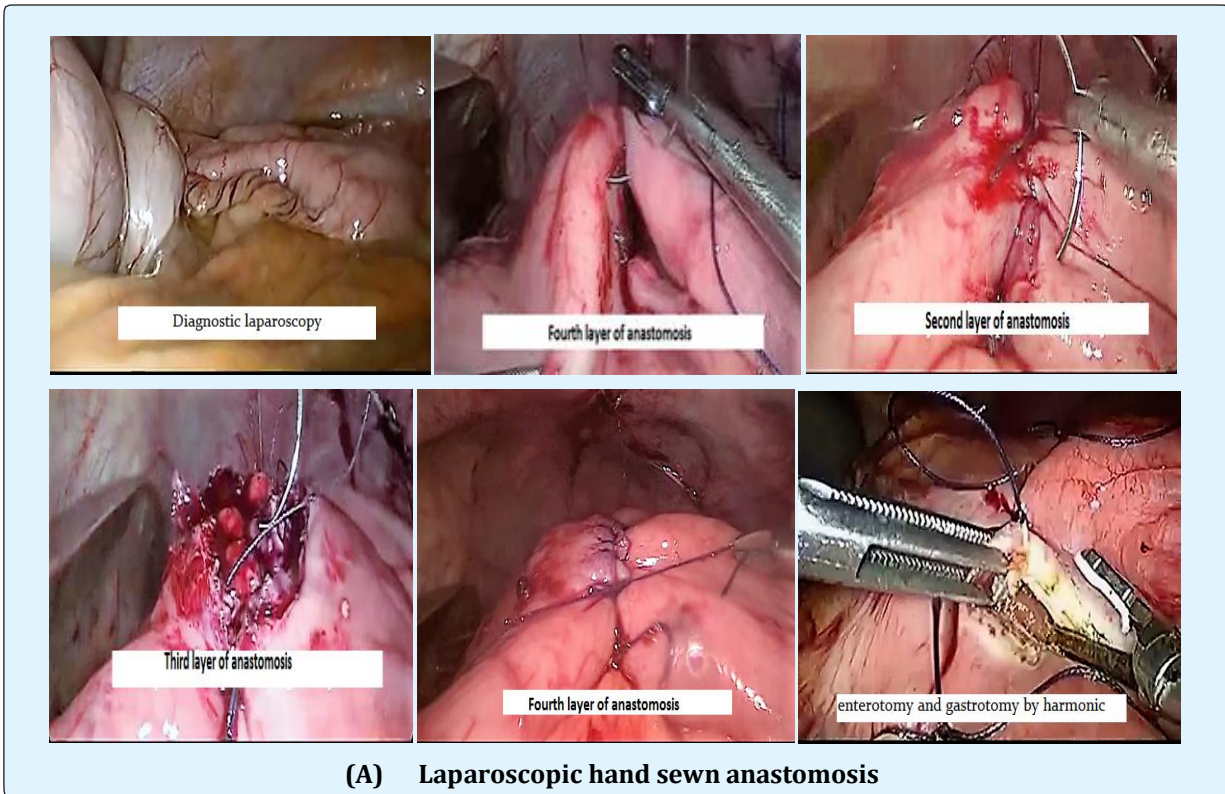 Diagnostic laparoscopy
Fourth layer of anastomosis
Second layer of anastomosis
Third layer of anastomosis
Fourth layer of anastomosis
enterotomy and gastrotomy by harmonic
(A) Laparoscopic hand sewn anastomosis